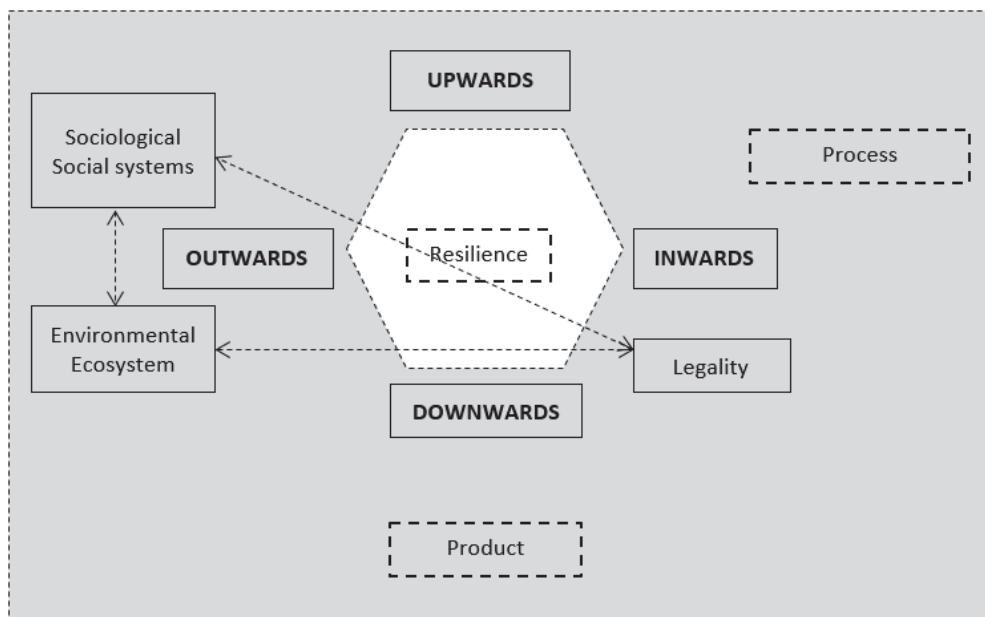 UPWARDS
Sociological
Social systems
Process
OUTWARDS
Resilience
INWARDS
Environmental
Ecosystem
Legality
DOWNWARDS
Product